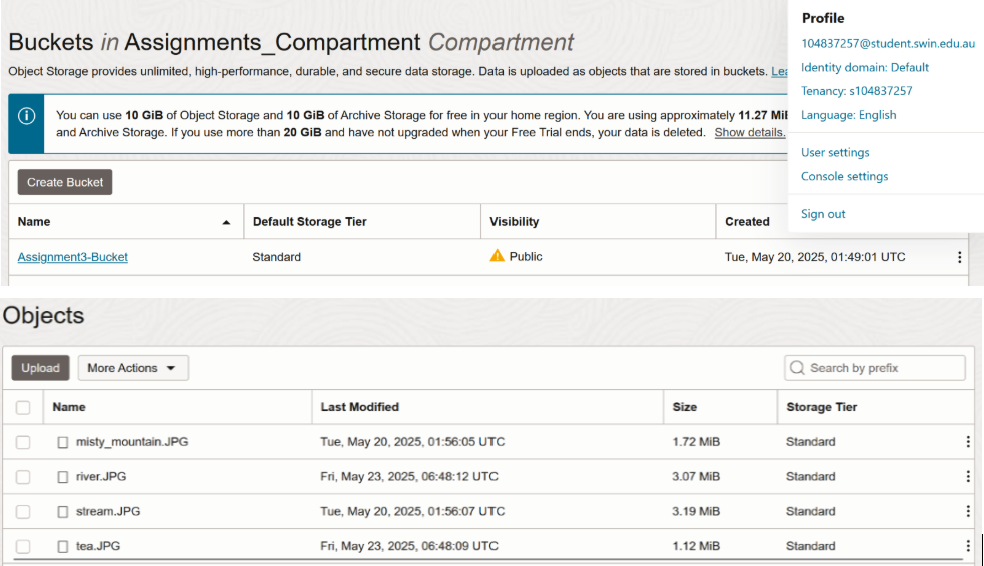 Profile
104837257@student.swin.edu.au
Identity domain: Default
Tenancy: s104837257
Language: English
User settings
Console settings
Sign out
Buckets in Assignments_Compartment Compartment
Object Storage provides unlimited, high-performance, durable, and secure data storage. Data is uploaded as objects that are stored in buckets.
You can use 10 GiB of Object Storage and 10 GiB of Archive Storage for free in your home region. You are using approximately 11.27
and Archive Storage. If you use more than 20 GiB and have not upgraded when your Free Trial ends, your data is deleted. Show details.
Create Bucket
Name Default Storage Tier Visibility Created
Assignment3-Bucket Standard Public Tue, May 20, 2025, 01:49:01 UTC
Objects
Upload More Actions Search by prefix
Name Last Modified Size Storage Tier
misty_mountain.JPG Tue, May 20, 2025, 01:56:05 UTC 1.72 MiB Standard
river.JPG Fri, May 23, 2025, 06:48:12 UTC 3.07 MiB Standard
stream.JPG Tue, May 20, 2025, 01:56:07 UTC 3.19 MiB Standard
tea.JPG Fri, May 23, 2025, 06:48:09 UTC 1.12 MiB Standard